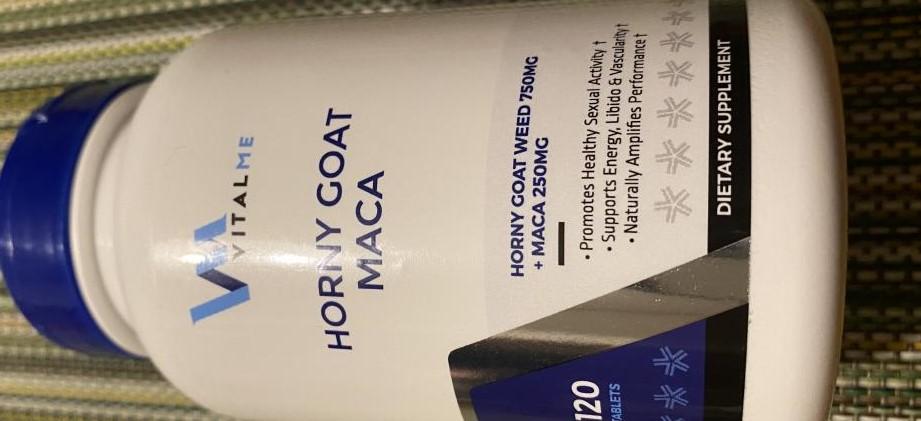 VITALME
HORNY GOAT
MACA
HORNY GOAT WEED 750MG
+ MACA 250MG
• Promotes Healthy Sexual Activity †
• Supports Energy, Libido & Vascularity †
• Naturally Amplifies Performance †
DIETARY SUPPLEMENT
120
TABLETS